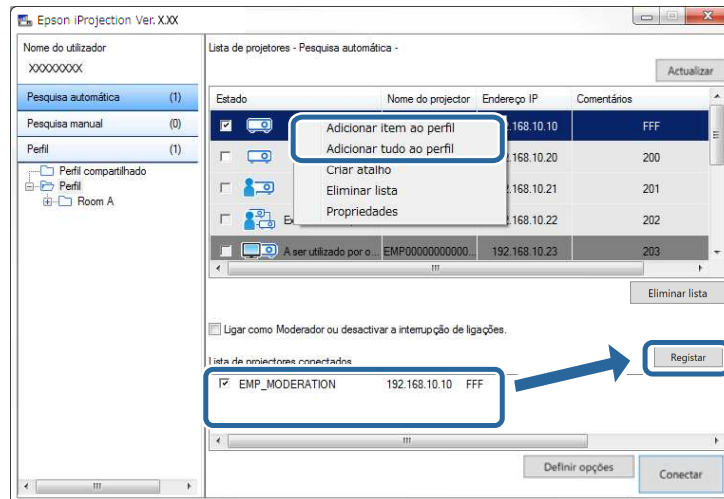 Epson iProjection Ver. X.XX
Nome do utilizador
XXXXXXXX
Lista de projetores - Pesquisa automática -
Actualizar
Pesquisa automática (1)
Pesquisa manual (0)
Perfil (1)
Perfil compartilhado
Perfil
Room A
Estado Nome do projector Endereço IP Comentários
.168.10.10 FFF
Adicionar item ao perfil
Adicionar tudo ao perfil
Criar atalho
Eliminar lista
Propriedades
.168.10.20 200
.168.10.21 201
.168.10.22 202
A ser utilizado por o... EMP00000000000... 192.168.10.23 203
Eliminar lista
Ligar como Moderador ou desactivar a interrupção de ligações.
Lista de projectores conectados
Registar
EMP_MODERATION 192.168.10.10 FFF
Definir opções
Conectar